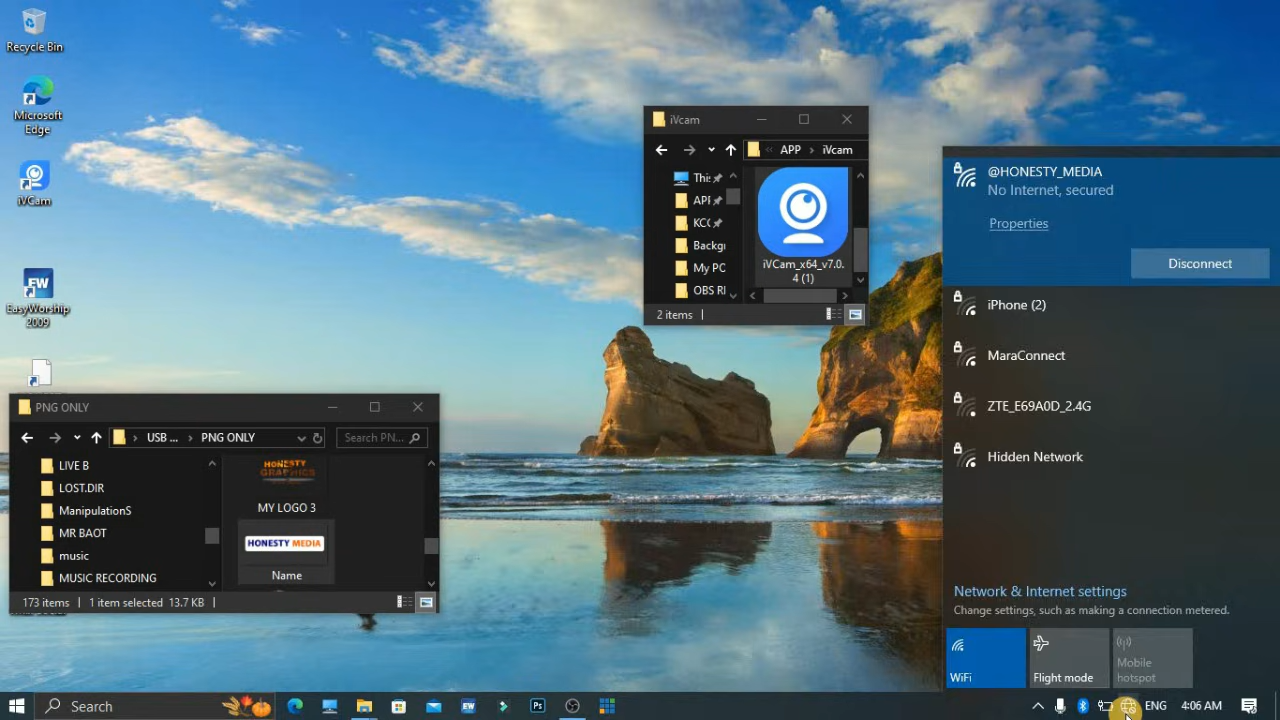 Recycle Bin
Microsoft
Edge
iVCam
EasyWorship
2009
iVcam
APP
iVcam
This
APP
KCC
Backgr
My PC
OBS RE
iVCam_x64_v7.0.
4 (1)
2 items
PNG ONLY
USB ...
PNG ONLY
Search PN...
LIVE B
LOST.DIR
ManipulationS
MR BAOT
music
MUSIC RECORDING
HONESTY
GRAPHICS
MY LOGO 3
HONESTY MEDIA
Name
173 items
1 item selected 13.7 KB
@HONESTY_MEDIA
No Internet, secured
Properties
Disconnect
iPhone (2)
MaraConnect
ZTE_E69A0D_2.4G
Hidden Network
Network & Internet settings
Change settings, such as making a connection metered.
WiFi
Flight mode
Mobile
hotspot
Search
EW
Ps
ENG
4:06 AM